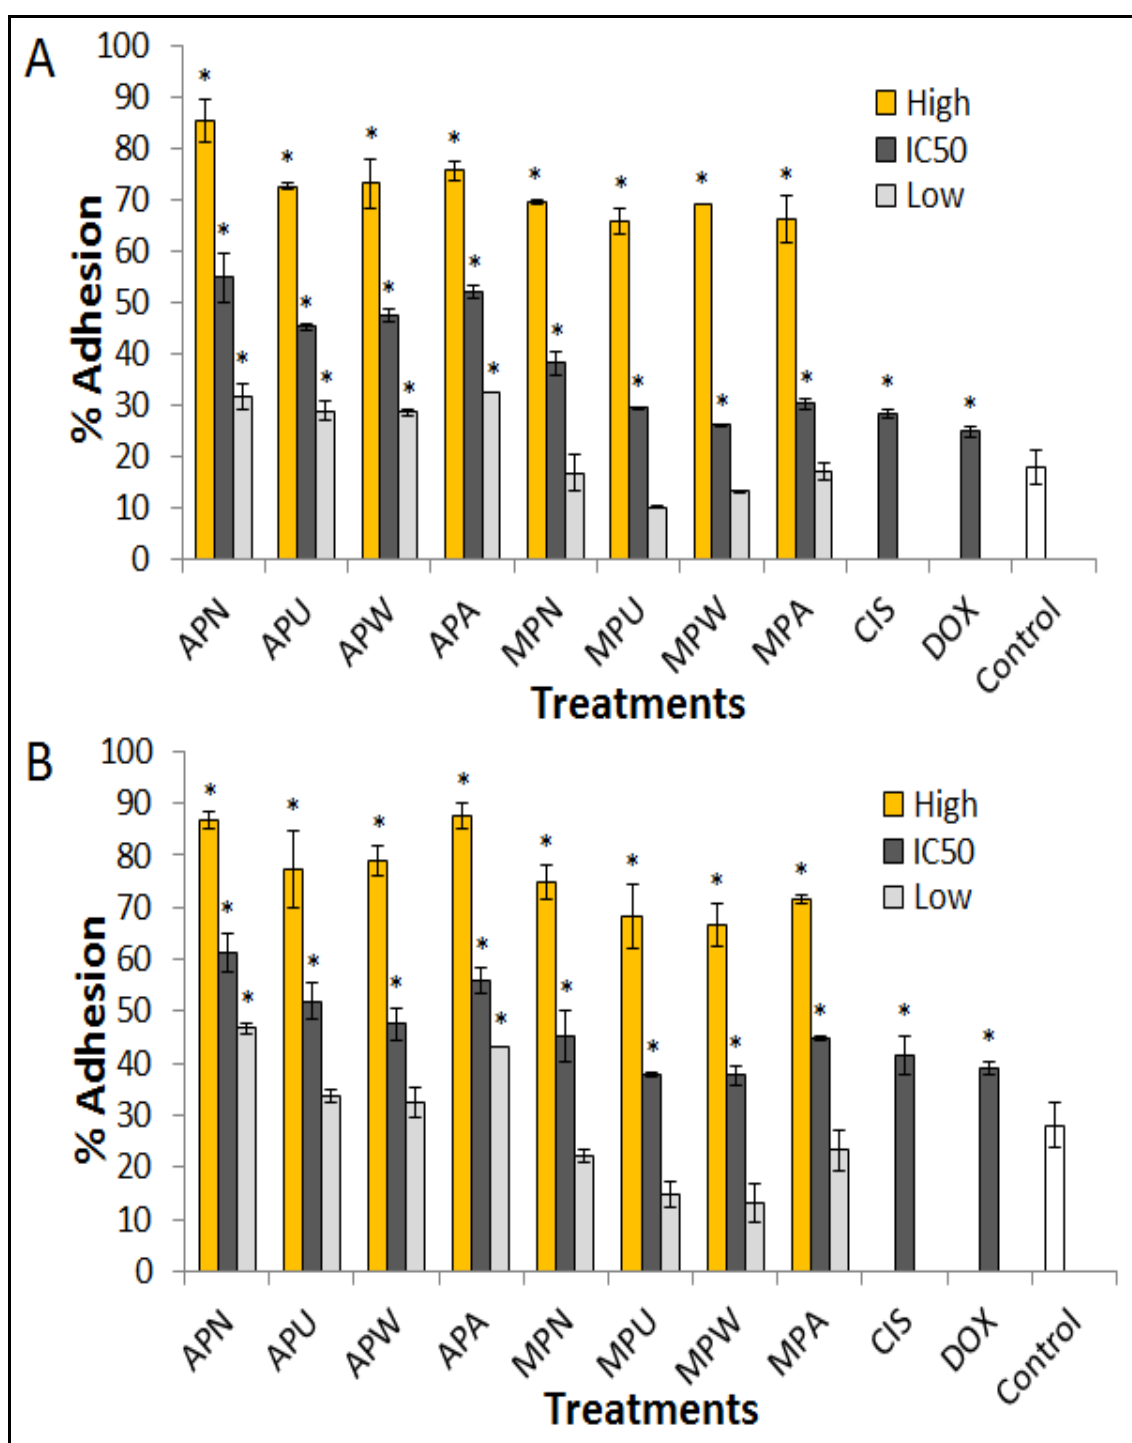 A
100
90
80
70
60
50
40
30
20
10
0
% Adhesion
High
IC50
Low
* * * * * * * *
* * * * * * * * * *
* * * *
APN APU APW APA MPN MPU MPW MPA CIS DOX Control
Treatments
B
100
90
80
70
60
50
40
30
20
10
0
% Adhesion
High
IC50
Low
* * * * * * * *
* * * * * * * * * *
* *
APN APU APW APA MPN MPU MPW MPA CIS DOX Control
Treatments